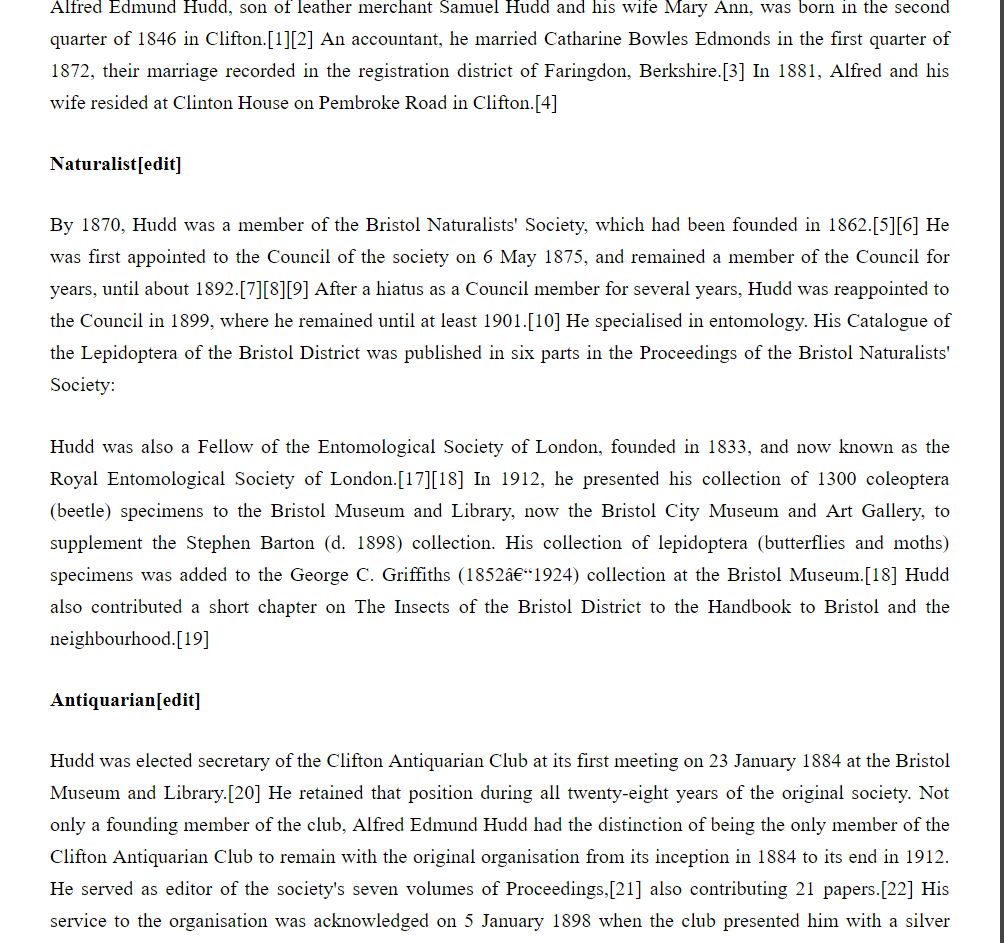 Alfred Edmund Hudd, son of leather merchant Samuel Hudd and his wife Mary Ann, was born in the second
quarter of 1846 in Clifton.[1][2] An accountant, he married Catharine Bowles Edmonds in the first quarter of
1872, their marriage recorded in the registration district of Faringdon, Berkshire.[3] In 1881, Alfred and his
wife resided at Clinton House on Pembroke Road in Clifton.[4]
Naturalist[edit]
By 1870, Hudd was a member of the Bristol Naturalists' Society, which had been founded in 1862.[5][6] He
was first appointed to the Council of the society on 6 May 1875, and remained a member of the Council for
years, until about 1892.[7][8][9] After a hiatus as a Council member for several years, Hudd was reappointed to
the Council in 1899, where he remained until at least 1901.[10] He specialised in entomology. His Catalogue of
the Lepidoptera of the Bristol District was published in six parts in the Proceedings of the Bristol Naturalists'
Society:
Hudd was also a Fellow of the Entomological Society of London, founded in 1833, and now known as the
Royal Entomological Society of London.[17][18] In 1912, he presented his collection of 1300 coleoptera
(beetle) specimens to the Bristol Museum and Library, now the Bristol City Museum and Art Gallery, to
supplement the Stephen Barton (d. 1898) collection. His collection of lepidoptera (butterflies and moths)
specimens was added to the George C. Griffiths (1852â€“1924) collection at the Bristol Museum.[18] Hudd
also contributed a short chapter on The Insects of the Bristol District to the Handbook to Bristol and the
neighbourhood.[19]
Antiquarian[edit]
Hudd was elected secretary of the Clifton Antiquarian Club at its first meeting on 23 January 1884 at the Bristol
Museum and Library.[20] He retained that position during all twenty-eight years of the original society. Not
only a founding member of the club, Alfred Edmund Hudd had the distinction of being the only member of the
Clifton Antiquarian Club to remain with the original organisation from its inception in 1884 to its end in 1912.
He served as editor of the society's seven volumes of Proceedings,[21] also contributing 21 papers.[22] His
service to the organisation was acknowledged on 5 January 1898 when the club presented him with a silver